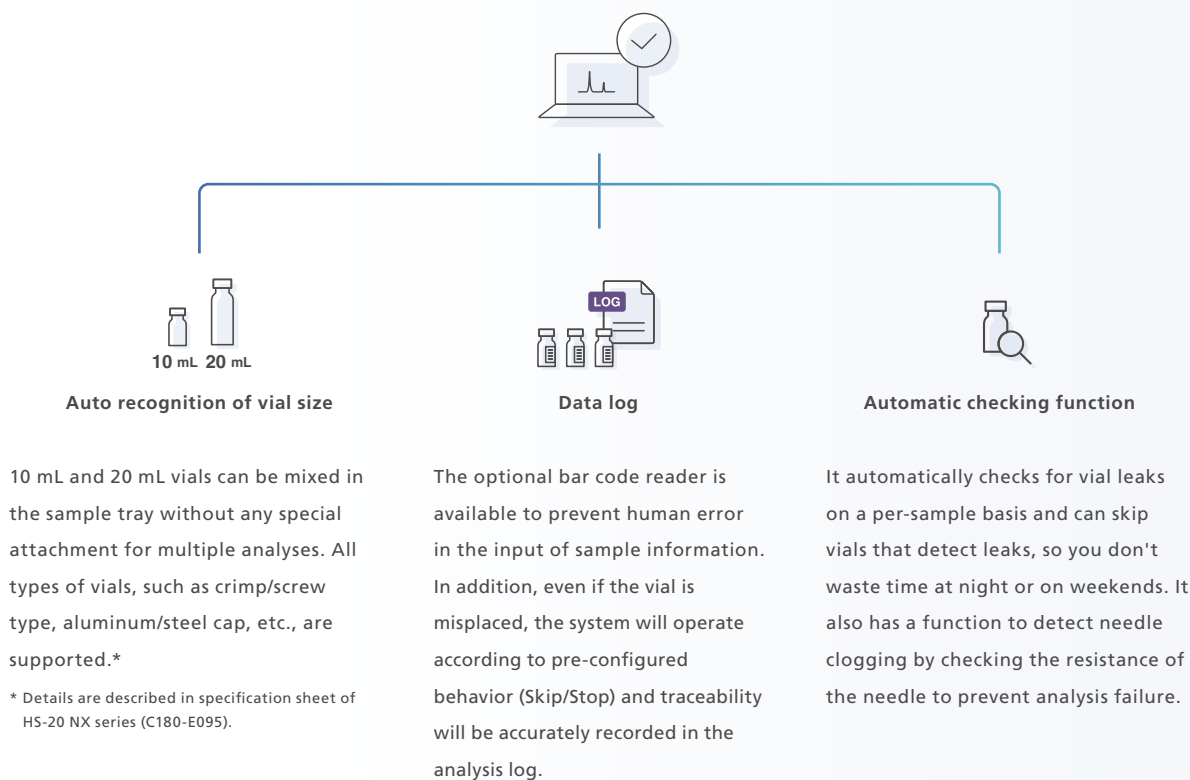 LOG
10 mL 20 mL
Auto recognition of vial size
10 mL and 20 mL vials can be mixed in
the sample tray without any special
attachment for multiple analyses. All
types of vials, such as crimp/screw
type, aluminum/steel cap, etc., are
supported.*
* Details are described in specification sheet of
HS-20 NX series (C180-E095).
Data log
The optional bar code reader is
available to prevent human error
in the input of sample information.
In addition, even if the vial is
misplaced, the system will operate
according to pre-configured
behavior (Skip/Stop) and traceability
will be accurately recorded in the
analysis log.
Automatic checking function
It automatically checks for vial leaks
on a per-sample basis and can skip
vials that detect leaks, so you don't
waste time at night or on weekends. It
also has a function to detect needle
clogging by checking the resistance of
the needle to prevent analysis failure.